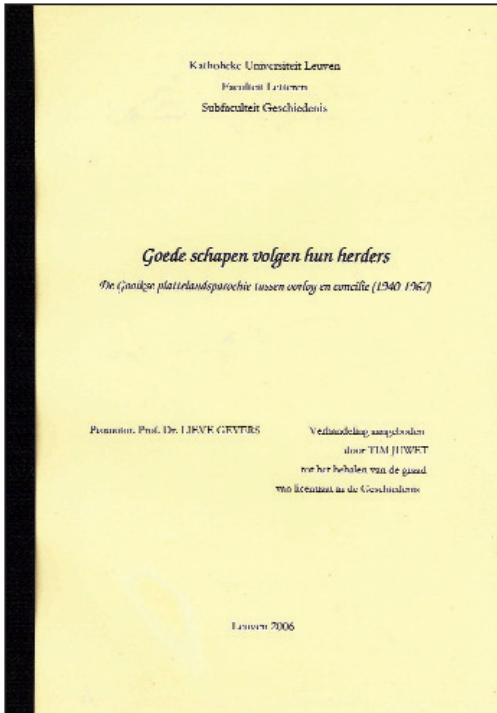 Katholieke Universiteit Leuven
Faculteit Letteren
Subfaculteit Geschiedenis
Goede schapen volgen hun herders
De Gooikse plattelandsparochie tussen oorlog en concilie (1940-1967)
Promotor: Prof. Dr. LIEVE GEVERS
Verhandeling aangeboden
door TIM JUWET
tot het behalen van de graad
van licentiaat in de Geschiedenis
Leuven 2006